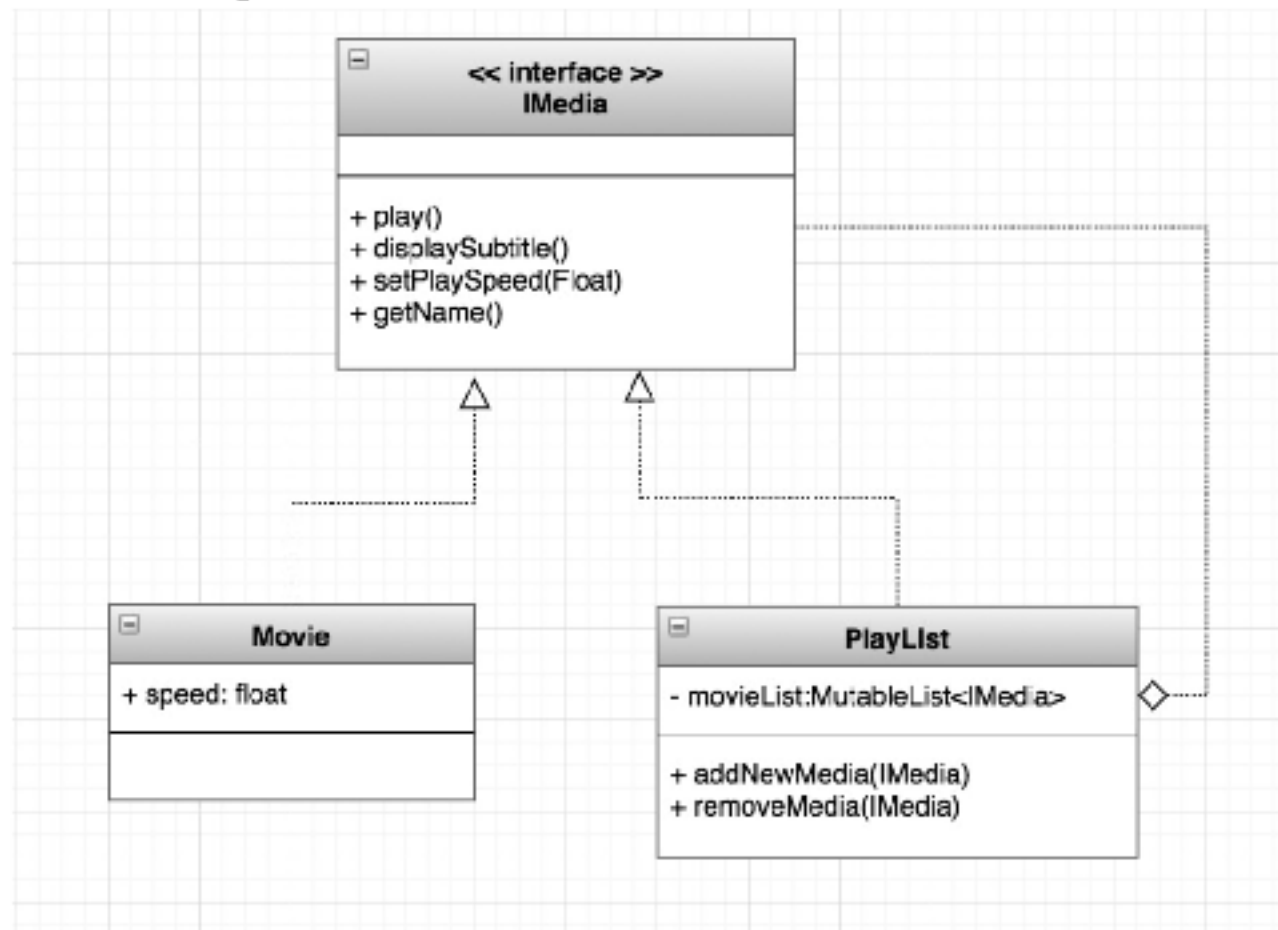 << interface >>
IMedia
+ play()
+ displaySubtitle()
+ setPlaySpeed(Float)
+ getName()
Movie
+ speed: float
PlayLIst
- movieList:MutableList<IMedia>
+ addNewMedia(IMedia)
+ removeMedia(IMedia)